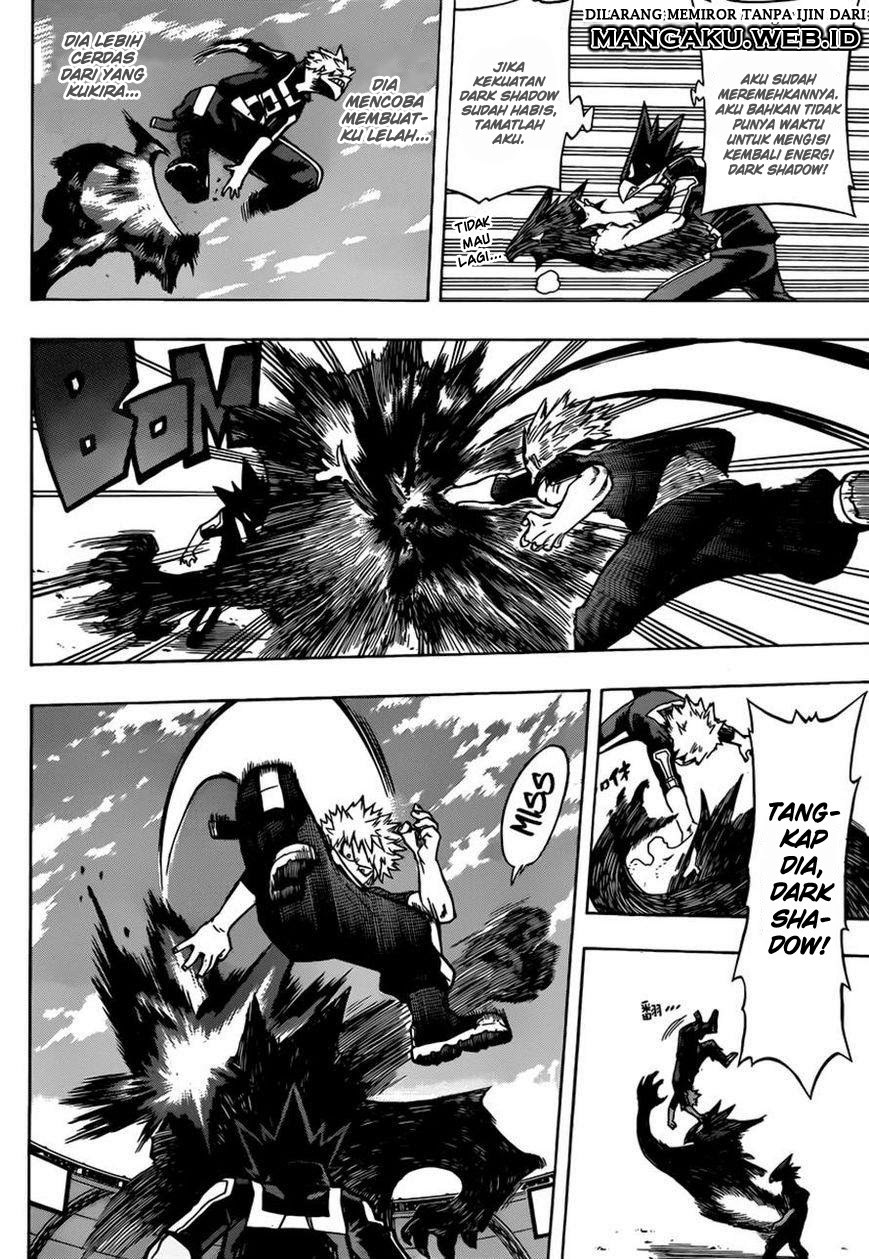 DILARANG MEMIROR TANPA IJIN DARI
MANGAKU.WEB.ID
AKU SUDAH
MEREMEHKANNYA.
AKU BAHKAN TIDAK
PUNYA WAKTU
UNTUK MENGISI
KEMBALI ENERGI
DARK SHADOW!
JIKA
KEKUATAN
DARK SHADOW
SUDAH HABIS,
TAMATLAH
AKU.
TIDAK
MAU
LAGI...
DIA
MENCOBA
MEMBUAT-
KU LELAH...
DIA LEBIH
CERDAS
DARI YANG
KUKIRA...
BOM
TANG-
KAP
DIA,
DARK
SHA-
DOW!
翻...
MISS